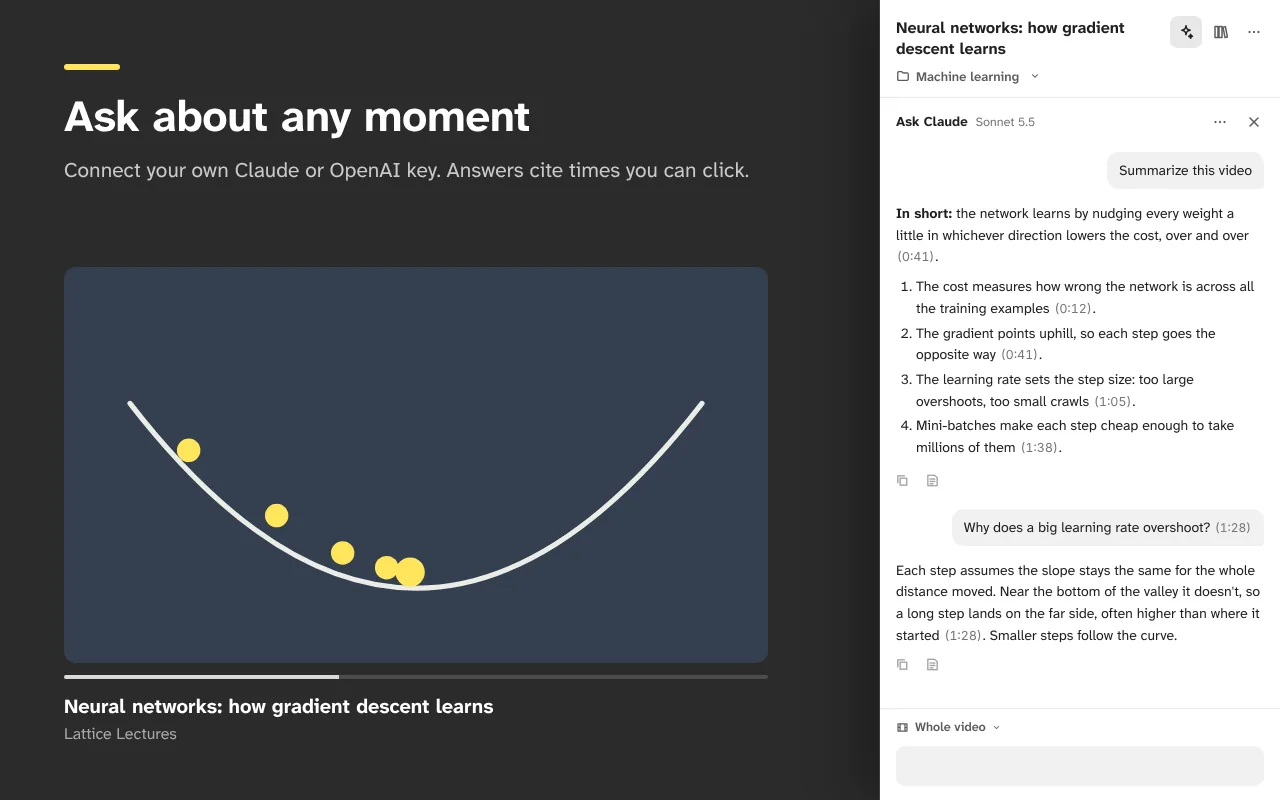 Ask about any moment
Connect your own Claude or OpenAI key. Answers cite times you can click.
Neural networks: how gradient descent learns
Lattice Lectures
Neural networks: how gradient
descent learns
Machine learning
Ask Claude Sonnet 5.5
Summarize this video
In short: the network learns by nudging every weight a
little in whichever direction lowers the cost, over and over
(0:41).
1. The cost measures how wrong the network is across all
the training examples (0:12).
2. The gradient points uphill, so each step goes the
opposite way (0:41).
3. The learning rate sets the step size: too large
overshoots, too small crawls (1:05).
4. Mini-batches make each step cheap enough to take
millions of them (1:38).
Why does a big learning rate overshoot? (1:28)
Each step assumes the slope stays the same for the whole
distance moved. Near the bottom of the valley it doesn't, so
a long step lands on the far side, often higher than where it
started (1:28). Smaller steps follow the curve.
Whole video